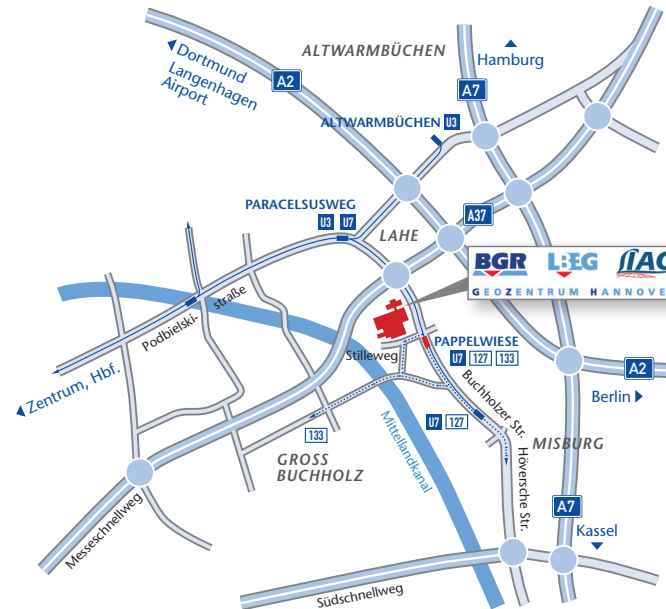 ALTWARMBÜCHEN
Dortmund
Langenhagen
Airport
A2
Hamburg
A7
ALTWARMBÜCHEN U3
PARACELSUSWEG
U3 U7
A37
LAHE
BGR LBEG LIAG
GEOZENTRUM HANNOVE
Podbielski-
straße
Stilleweg
PAPPELWIESE
U7 127 133
Zentrum, Hbf.
Buchholzer Str.
A2
Berlin
U7 127
133
GROSS
BUCHHOLZ
Mittellandkanal
MISBURG
Höversche Str.
Messeschnellweg
A7
Kassel
Südschnellweg